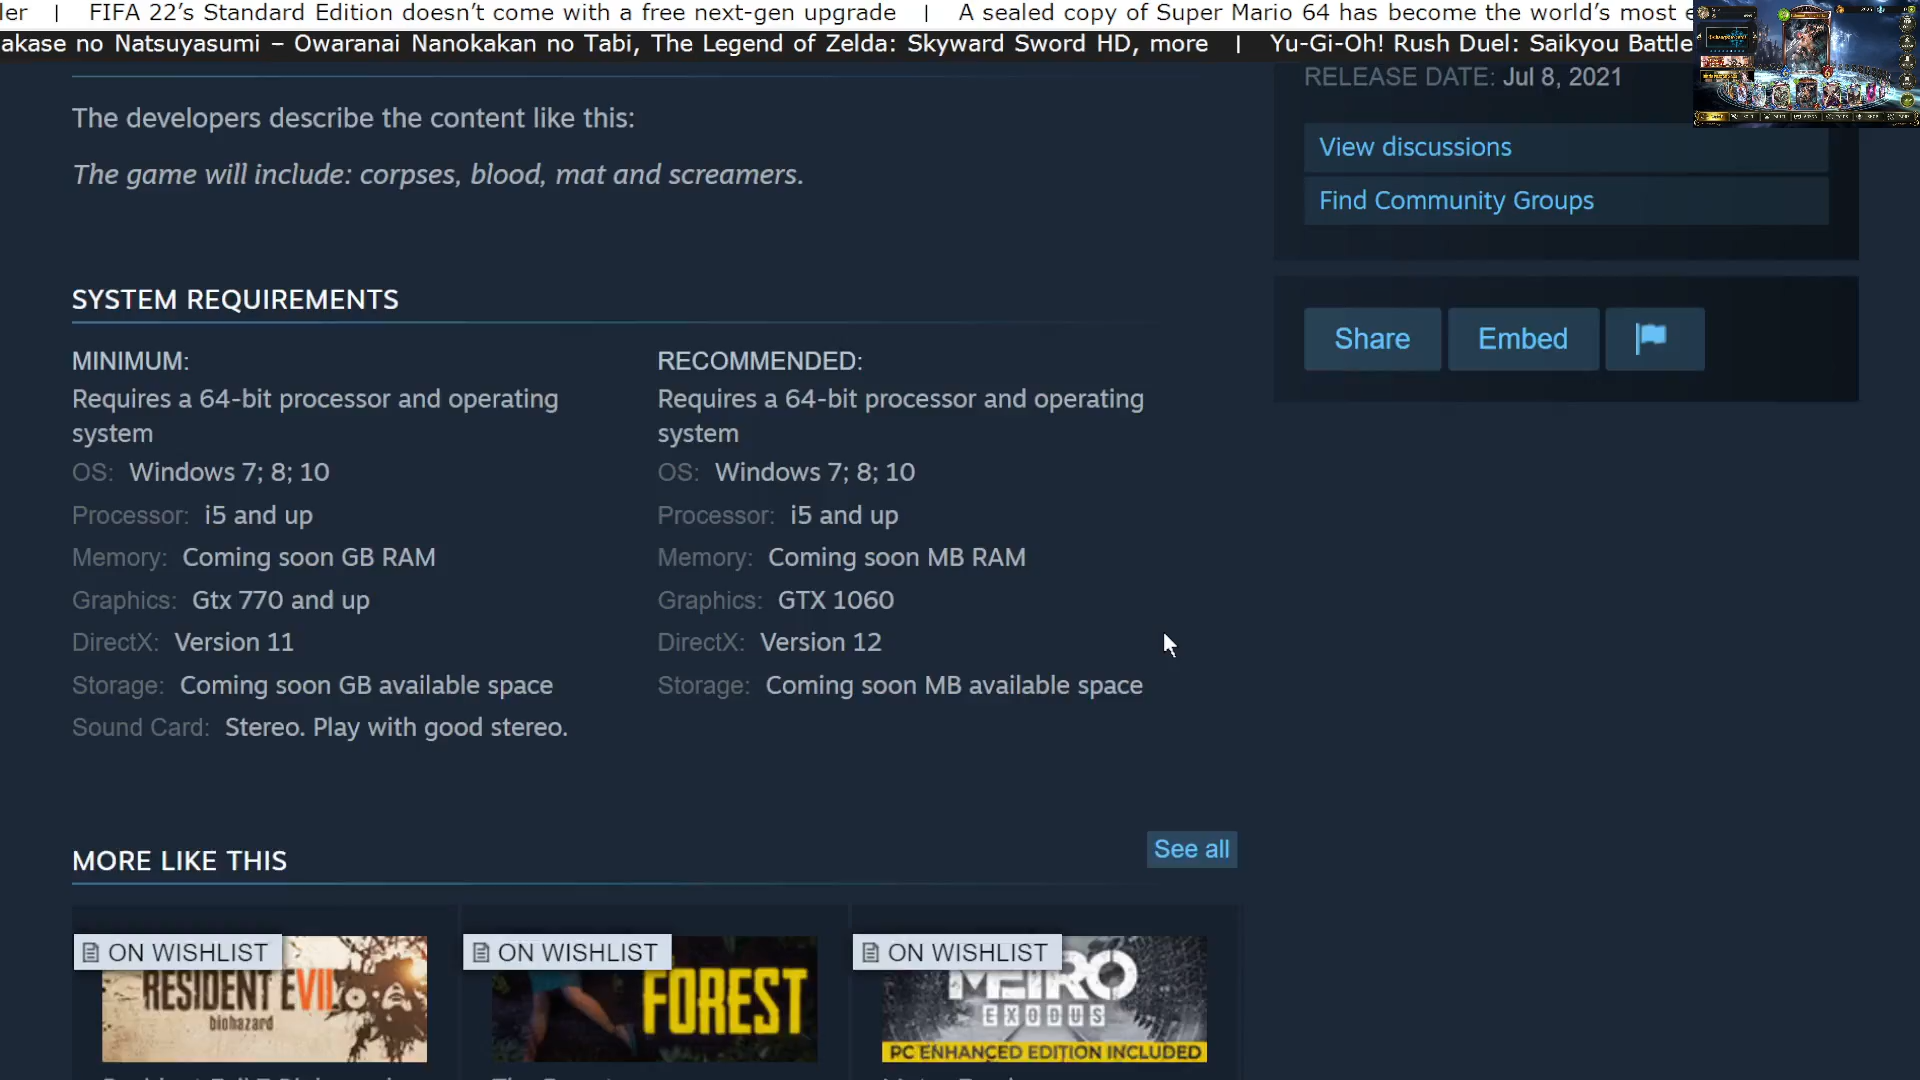 ler | FIFA 22’s Standard Edition doesn’t come with a free next-gen upgrade | A sealed copy of Super Mario 64 has become the world’s most
akase no Natsuyasumi – Owaranai Nanokakan no Tabi, The Legend of Zelda: Skyward Sword HD, more | Yu-Gi-Oh! Rush Duel: Saikyou Battle
RELEASE DATE: Jul 8, 2021
The developers describe the content like this:
View discussions
The game will include: corpses, blood, mat and screamers.
Find Community Groups
SYSTEM REQUIREMENTS
Share
Embed
MINIMUM:
Requires a 64-bit processor and operating
system
OS: Windows 7; 8; 10
Processor: i5 and up
Memory: Coming soon GB RAM
Graphics: Gtx 770 and up
DirectX: Version 11
Storage: Coming soon GB available space
Sound Card: Stereo. Play with good stereo.
RECOMMENDED:
Requires a 64-bit processor and operating
system
OS: Windows 7; 8; 10
Processor: i5 and up
Memory: Coming soon MB RAM
Graphics: GTX 1060
DirectX: Version 12
Storage: Coming soon MB available space
MORE LIKE THIS
See all
ON WISHLIST
RESIDENT EVII
biohazard
ON WISHLIST
FOREST
ON WISHLIST
METRO
EXODUS
PC ENHANCED EDITION INCLUDED